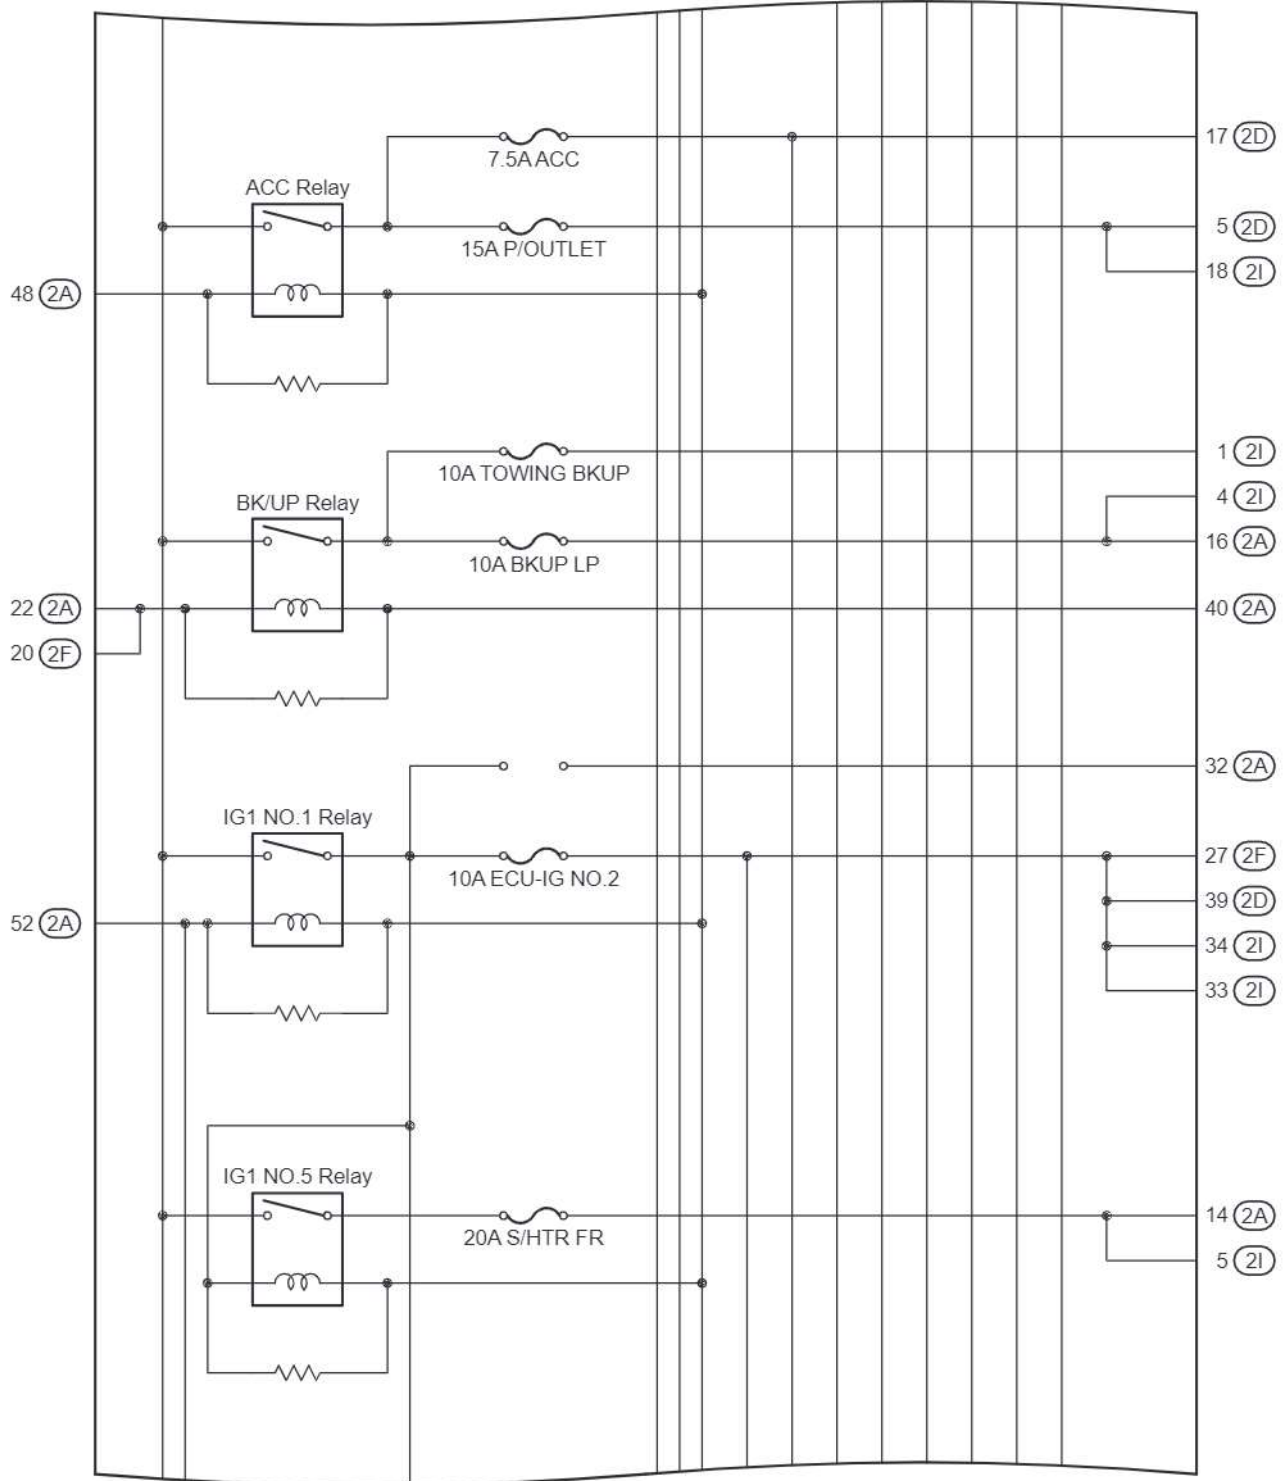 7.5A ACC
17 2D
ACC Relay
15A P/OUTLET
5 2D
18 2I
48 2A
10A TOWING BKUP
1 2I
4 2I
BK/UP Relay
10A BKUP LP
16 2A
22 2A
40 2A
20 2F
32 2A
IG1 NO.1 Relay
10A ECU-IG NO.2
27 2F
39 2D
52 2A
34 2I
33 2I
IG1 NO.5 Relay
20A S/HTR FR
14 2A
5 2I